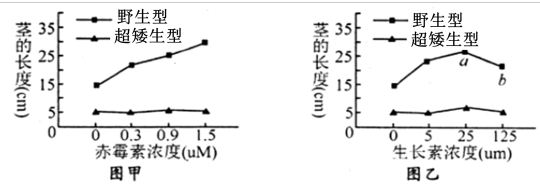 野生型
超矮生型
茎的长度(cm)
35
25
15
5
0
0 0.3 0.9 1.5
赤霉素浓度(uM)
图甲
野生型
超矮生型
茎的长度(cm)
35
25
15
5
0
a
b
0 5 25 125
生长素浓度(um)
图乙